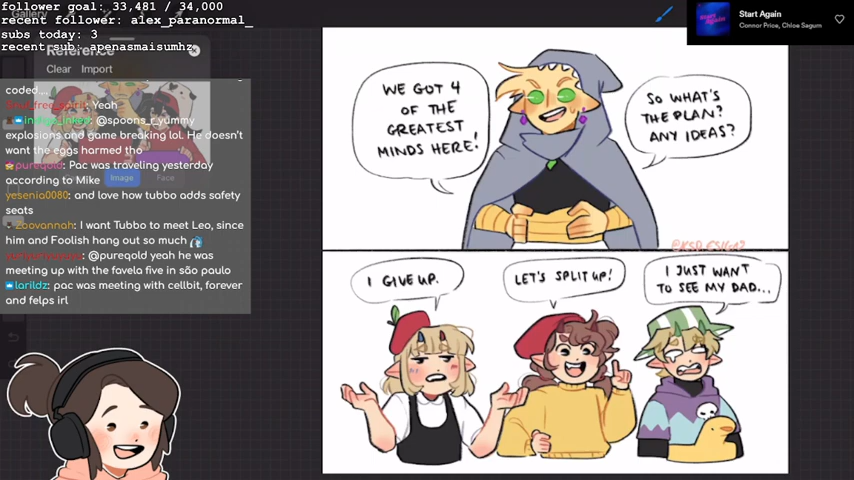 Gallery
follower goal: 33,481 / 34,000
recent follower: alex_paranormal_
subs today: 3
recent sub: apenasmaisumhz
Reference
Clear Import
coded,..
Yeah
@spoons_r_yummy
explosions and game breaking lol. He doesn't
want the eggs harmed tho
pureqold: Pac was traveling yesterday
according to Mike
Image
Face
yesenia0080: and love how tubbo adds safety
seats
Zoovannah: I want Tubbo to meet Leo, since
him and Foolish hang out so much
@pureqold yeah he was
meeting up with the favela five in são paulo
larildz: pac was meeting with cellbit, forever
and felps irl
Start Again
Start Again
Connor Price, Chloe Sagum
WE GOT 4
OF THE
GREATEST
MINDS HERE!
SO WHAT'S
THE PLAN?
ANY IDEAS?
I GIVE UP.
LET'S SPLIT UP!
I JUST WANT
TO SEE MY DAD...